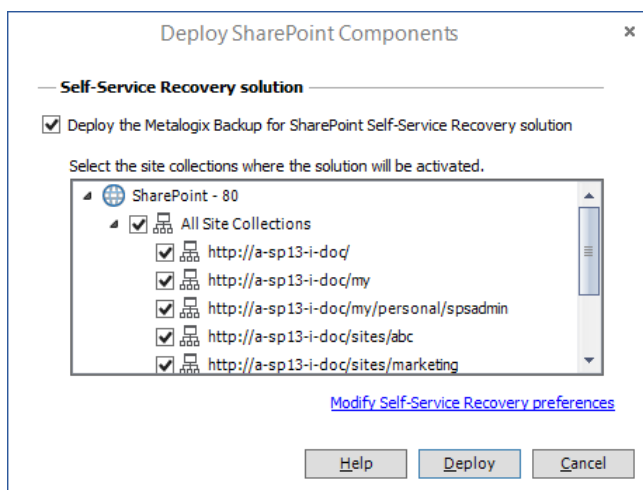 Deploy SharePoint Components
Self-Service Recovery solution
Deploy the Metalogix Backup for SharePoint Self-Service Recovery solution
Select the site collections where the solution will be activated.
SharePoint - 80
All Site Collections
http://a-sp13-i-doc/
http://a-sp13-i-doc/my
http://a-sp13-i-doc/my/personal/spsadmin
http://a-sp13-i-doc/sites/abc
http://a-sp13-i-doc/sites/marketing
Modify Self-Service Recovery preferences
Help Deploy Cancel